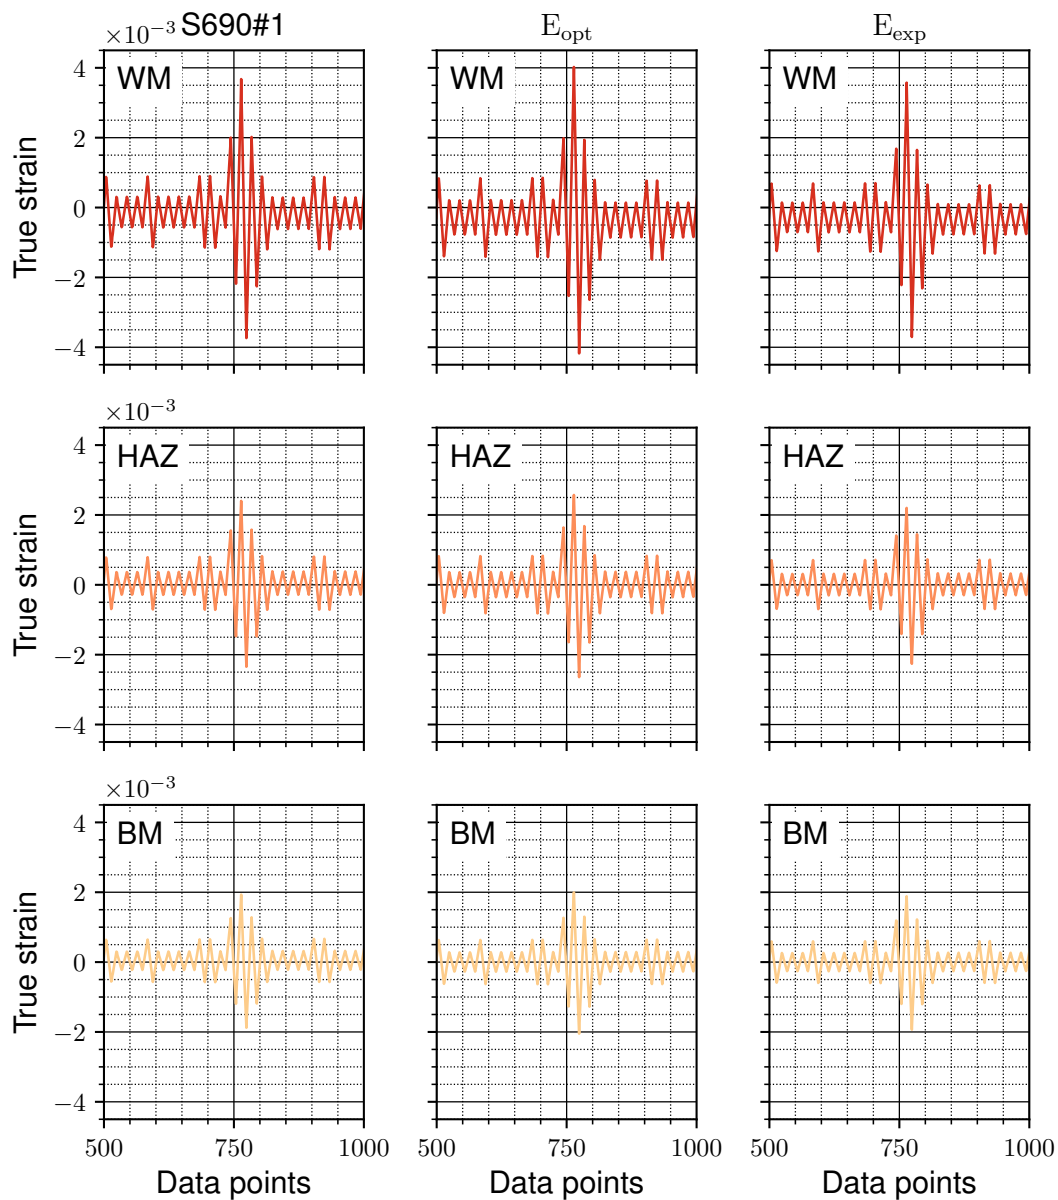 ×10⁻³ S690#1 E_opt E_exp
WM WM WM
4
2
0
−2
−4
True strain
×10⁻³
HAZ HAZ HAZ
4
2
0
−2
−4
True strain
×10⁻³
BM BM BM
4
2
0
−2
−4
True strain
500 750 1000 500 750 1000 500 750 1000
Data points Data points Data points